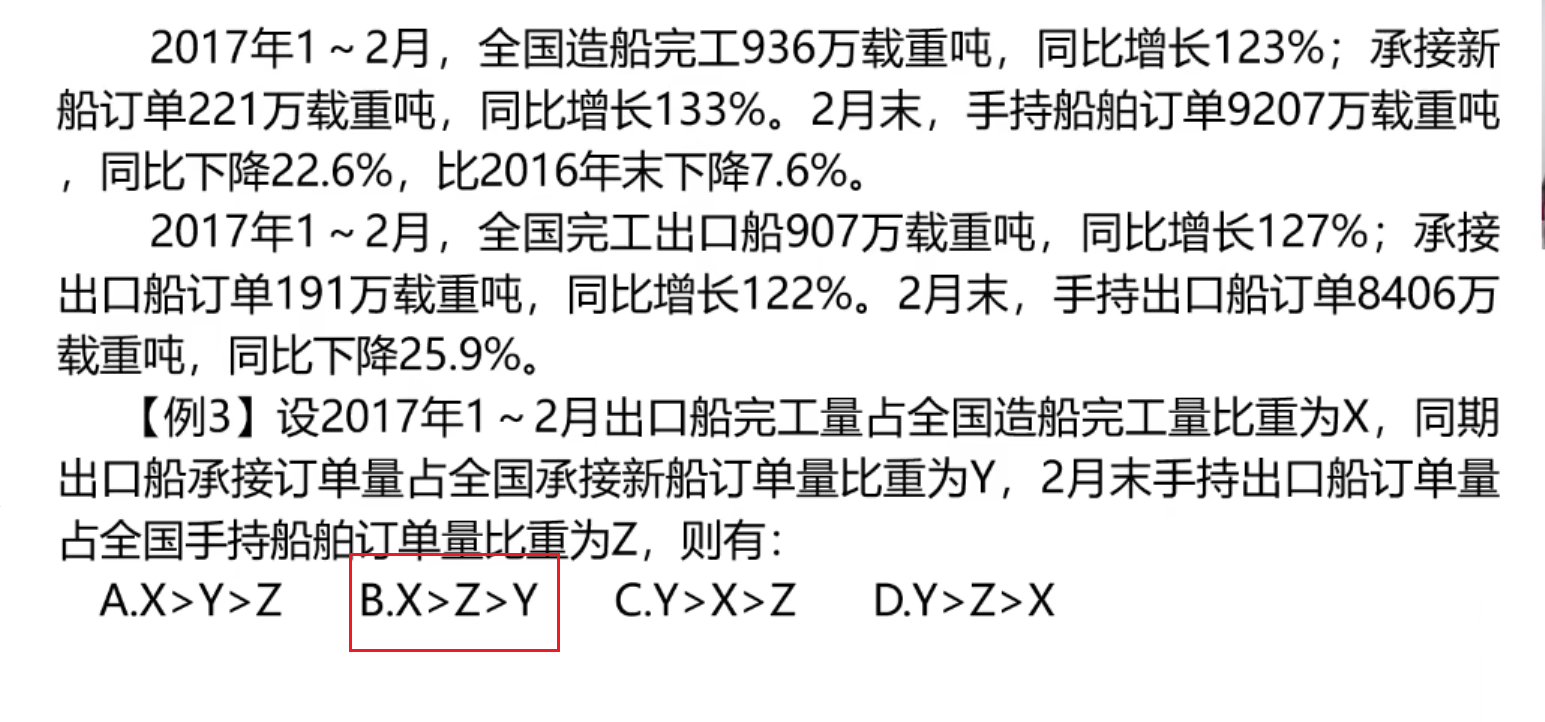 2017年1～2月，全国造船完工936万载重吨，同比增长123%；承接新
船订单221万载重吨，同比增长133%。2月末，手持船舶订单9207万载重吨
，同比下降22.6%，比2016年末下降7.6%。
2017年1～2月，全国完工出口船907万载重吨，同比增长127%；承接
出口船订单191万载重吨，同比增长122%。2月末，手持出口船订单8406万
载重吨，同比下降25.9%。
【例3】设2017年1～2月出口船完工量占全国造船完工量比重为X，同期
出口船承接订单量占全国承接新船订单量比重为Y，2月末手持出口船订单量
占全国手持船舶订单量比重为Z，则有：
A.X>Y>Z B.X>Z>Y C.Y>X>Z D.Y>Z>X